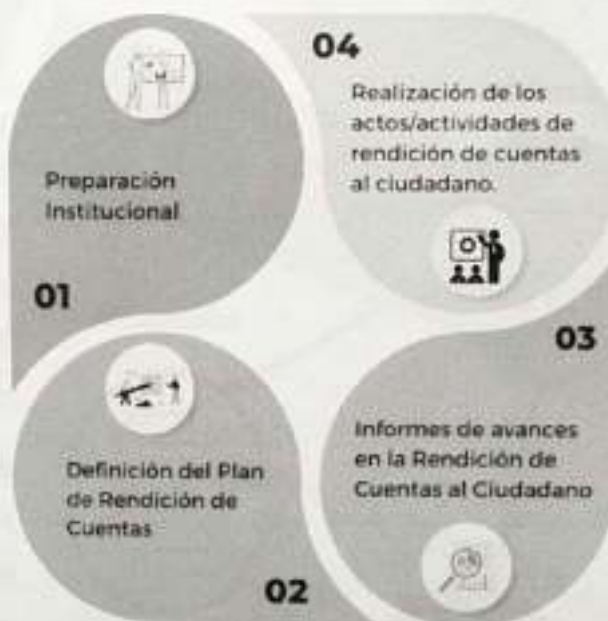 Preparación
Institucional
01
Definición del Plan
de Rendición de
Cuentas
02
03
Informes de avances
en la Rendición de
Cuentas al Ciudadano
04
Realización de los
actos/actividades de
rendición de cuentas
al ciudadano.